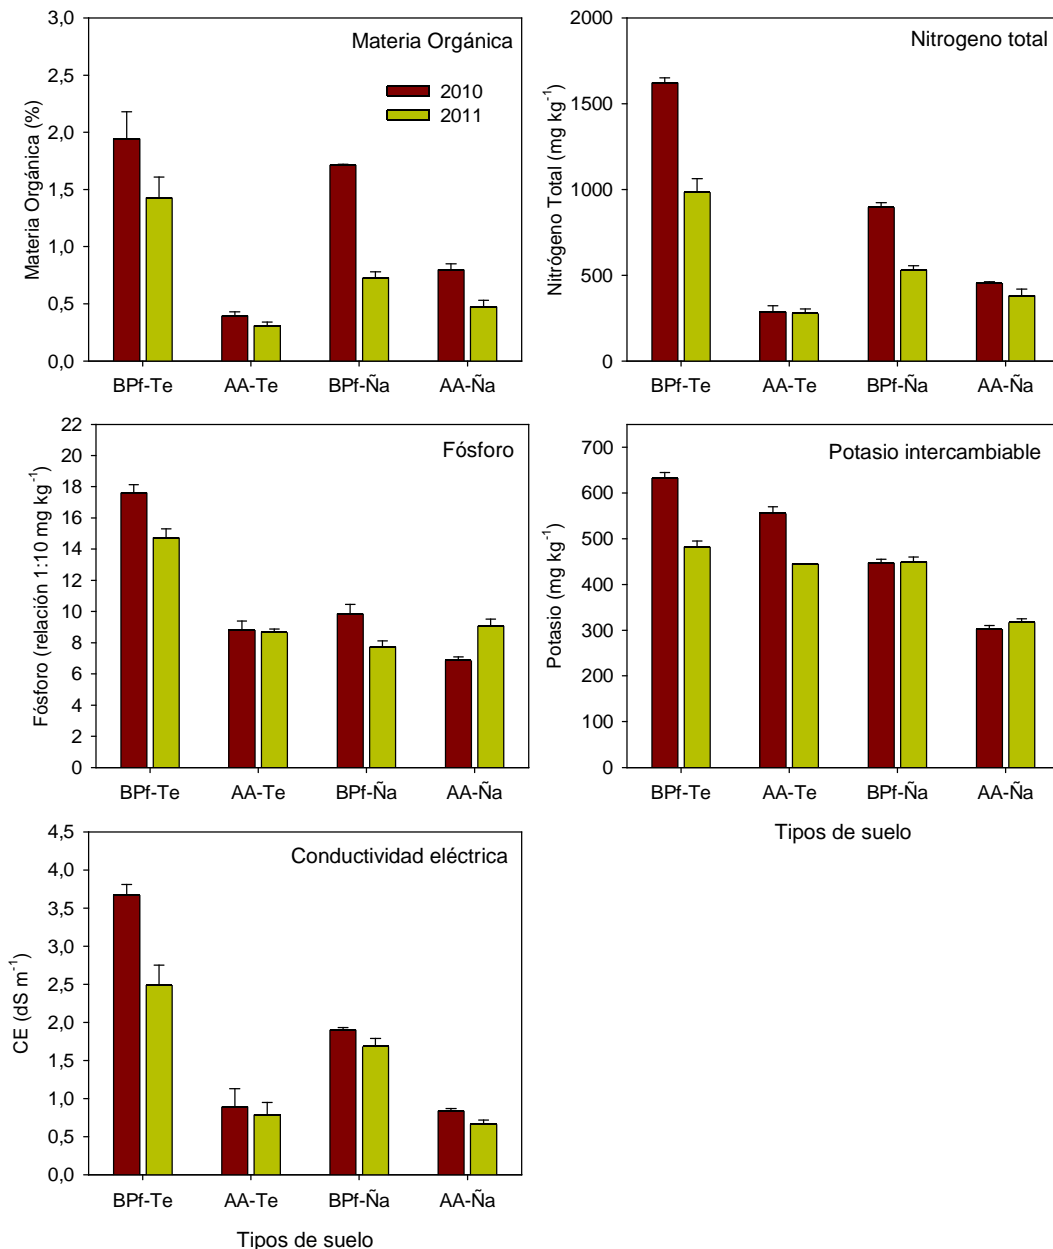 Materia Orgánica
2010
2011
Materia Orgánica (%)
3,0
2,5
2,0
1,5
1,0
0,5
0,0
BPf-Te AA-Te BPf-Ña AA-Ña
Nitrogeno total
Nitrógeno Total (mg kg⁻¹)
2000
1500
1000
500
0
BPf-Te AA-Te BPf-Ña AA-Ña
Fósforo
Fósforo (relación 1:10 mg kg⁻¹)
22
20
18
16
14
12
10
8
6
4
2
0
BPf-Te AA-Te BPf-Ña AA-Ña
Potasio intercambiable
Potasio (mg kg⁻¹)
700
600
500
400
300
200
100
0
BPf-Te AA-Te BPf-Ña AA-Ña
Tipos de suelo
Conductividad eléctrica
CE (dS m⁻¹)
4,5
4,0
3,5
3,0
2,5
2,0
1,5
1,0
0,5
0,0
BPf-Te AA-Te BPf-Ña AA-Ña
Tipos de suelo